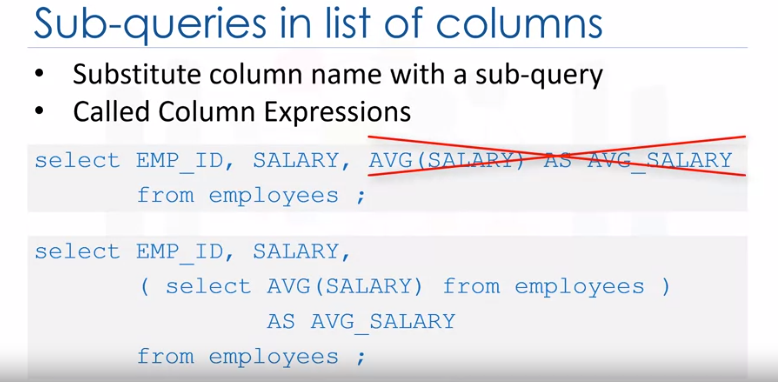 Sub-queries in list of columns
• Substitute column name with a sub-query
• Called Column Expressions
select EMP_ID, SALARY, AVG(SALARY) AS AVG_SALARY
from employees ;
select EMP_ID, SALARY,
( select AVG(SALARY) from employees )
AS AVG_SALARY
from employees ;